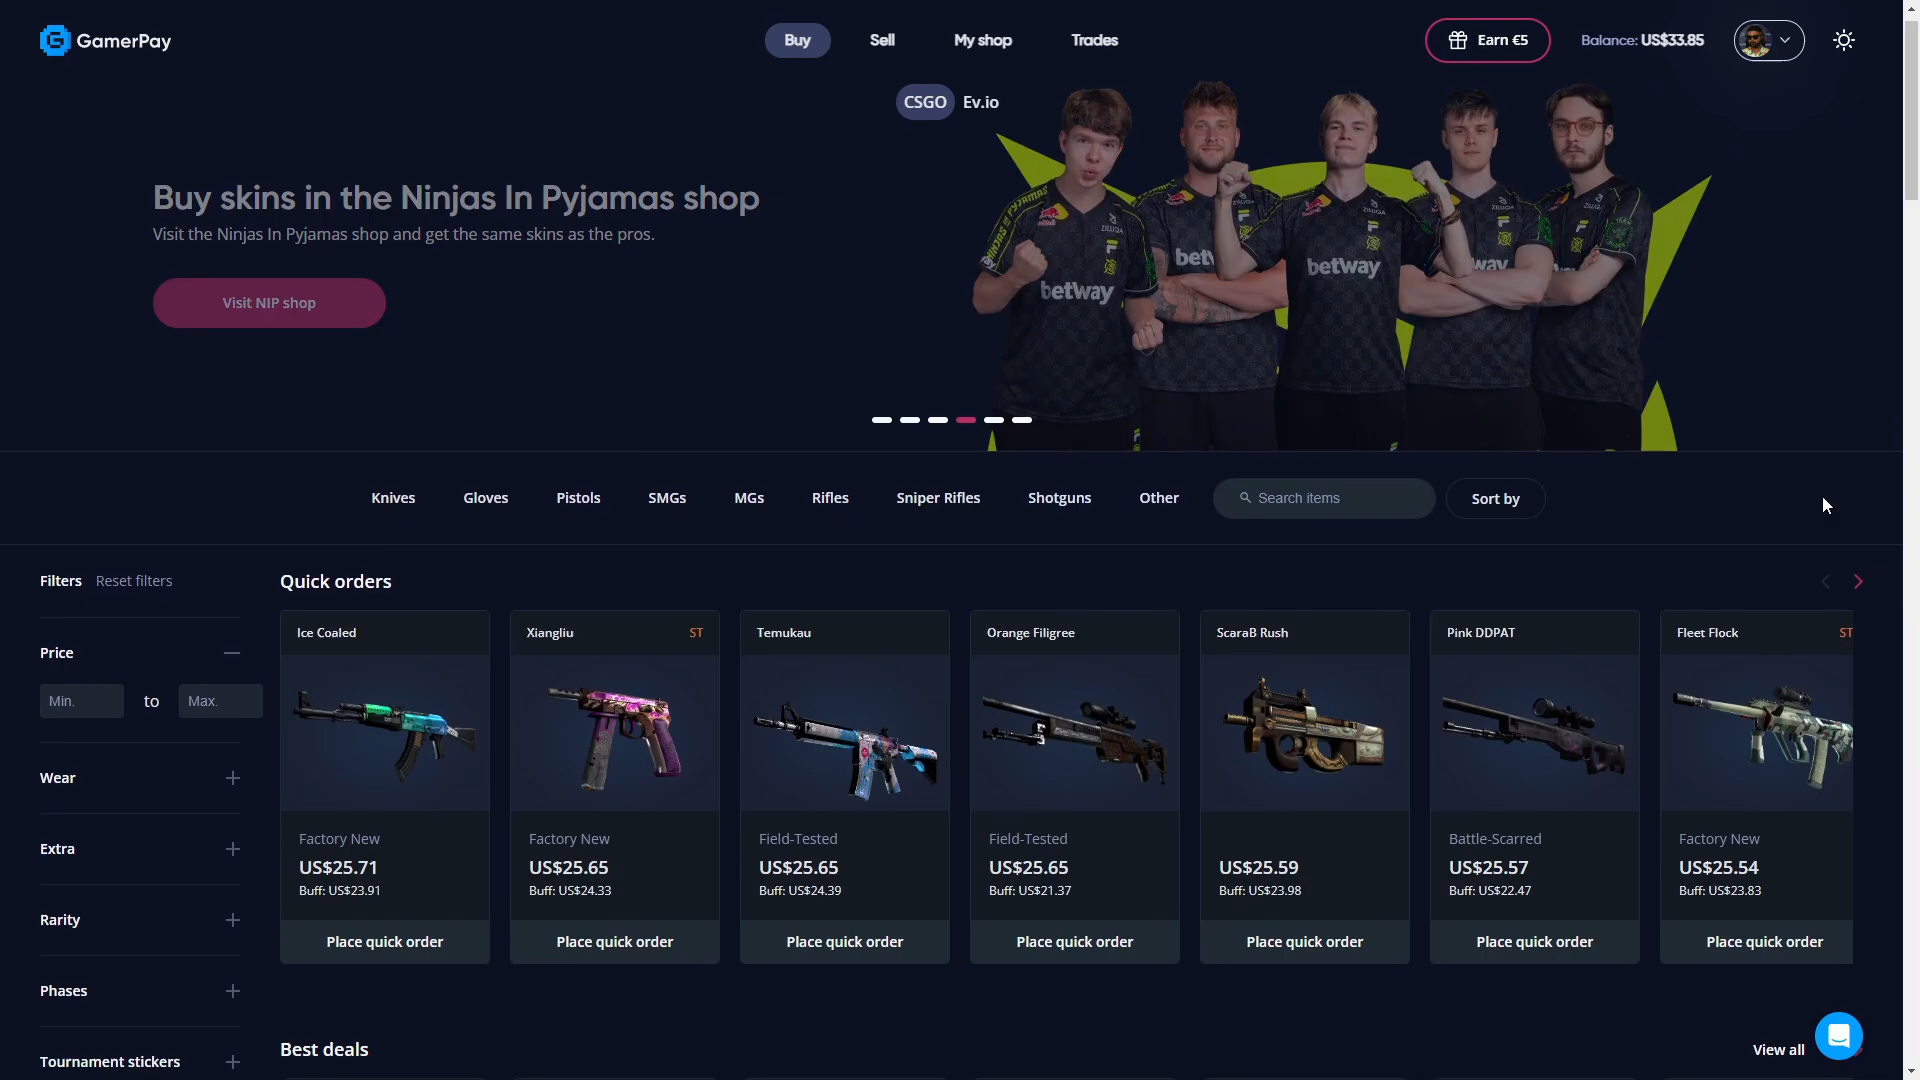 GamerPay
Buy
Sell
My shop
Trades
Earn €5
Balance: US$33.85
CSGO
Ev.io
Buy skins in the Ninjas In Pyjamas shop
Visit the Ninjas In Pyjamas shop and get the same skins as the pros.
Visit NIP shop
betway
betway
betway
Knives
Gloves
Pistols
SMGs
MGs
Rifles
Sniper Rifles
Shotguns
Other
Search items
Sort by
Filters
Reset filters
Price
Min.
to
Max.
Wear
Extra
Rarity
Phases
Tournament stickers
Quick orders
Ice Coaled
Factory New
US$25.71
Buff: US$23.91
Place quick order
Xiangliu
ST
Factory New
US$25.65
Buff: US$24.33
Place quick order
Temukau
Field-Tested
US$25.65
Buff: US$24.39
Place quick order
Orange Filigree
Field-Tested
US$25.65
Buff: US$21.37
Place quick order
ScaraB Rush
US$25.59
Buff: US$23.98
Place quick order
Pink DDPAT
Battle-Scarred
US$25.57
Buff: US$22.47
Place quick order
Fleet Flock
ST
Factory New
US$25.54
Buff: US$23.83
Place quick order
Best deals
View all